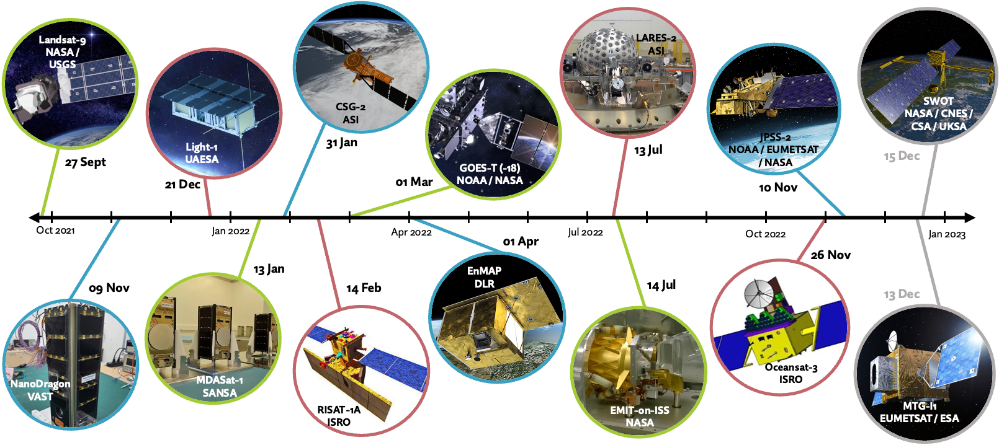 Landsat-9
NASA /
USGS
27 Sept
Light-1
UAESA
21 Dec
CSG-2
ASI
31 Jan
GOES-T (-18)
NOAA / NASA
01 Mar
LARES-2
ASI
13 Jul
JPSS-2
NOAA / EUMETSAT
/ NASA
10 Nov
SWOT
NASA / CNES /
CSA / UKSA
15 Dec
Oct 2021
Jan 2022
Apr 2022
Jul 2022
Oct 2022
Jan 2023
09 Nov
NanoDragon
VAST
13 Jan
MDASat-1
SANSA
14 Feb
RISAT-1A
ISRO
01 Apr
EnMAP
DLR
14 Jul
EMIT-on-ISS
NASA
26 Nov
Oceansat-3
ISRO
13 Dec
MTG-I1
EUMETSAT / ESA